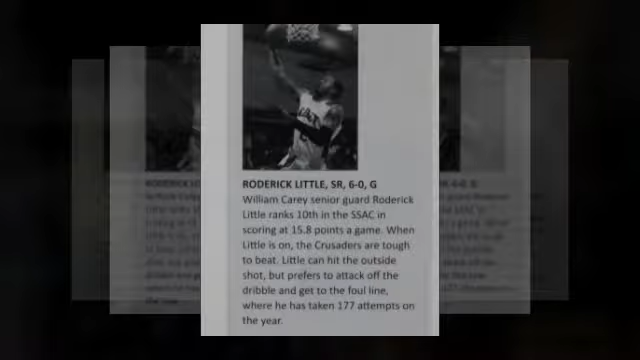 RODERICK LITTLE, SR, 6-0, G
William Carey senior guard Roderick
Little ranks 10th in the SSAC in
scoring at 15.8 points a game. When
Little is on, the Crusaders are tough
to beat. Little can hit the outside
shot, but prefers to attack off the
dribble and get to the foul line,
where he has taken 177 attempts on
the year.